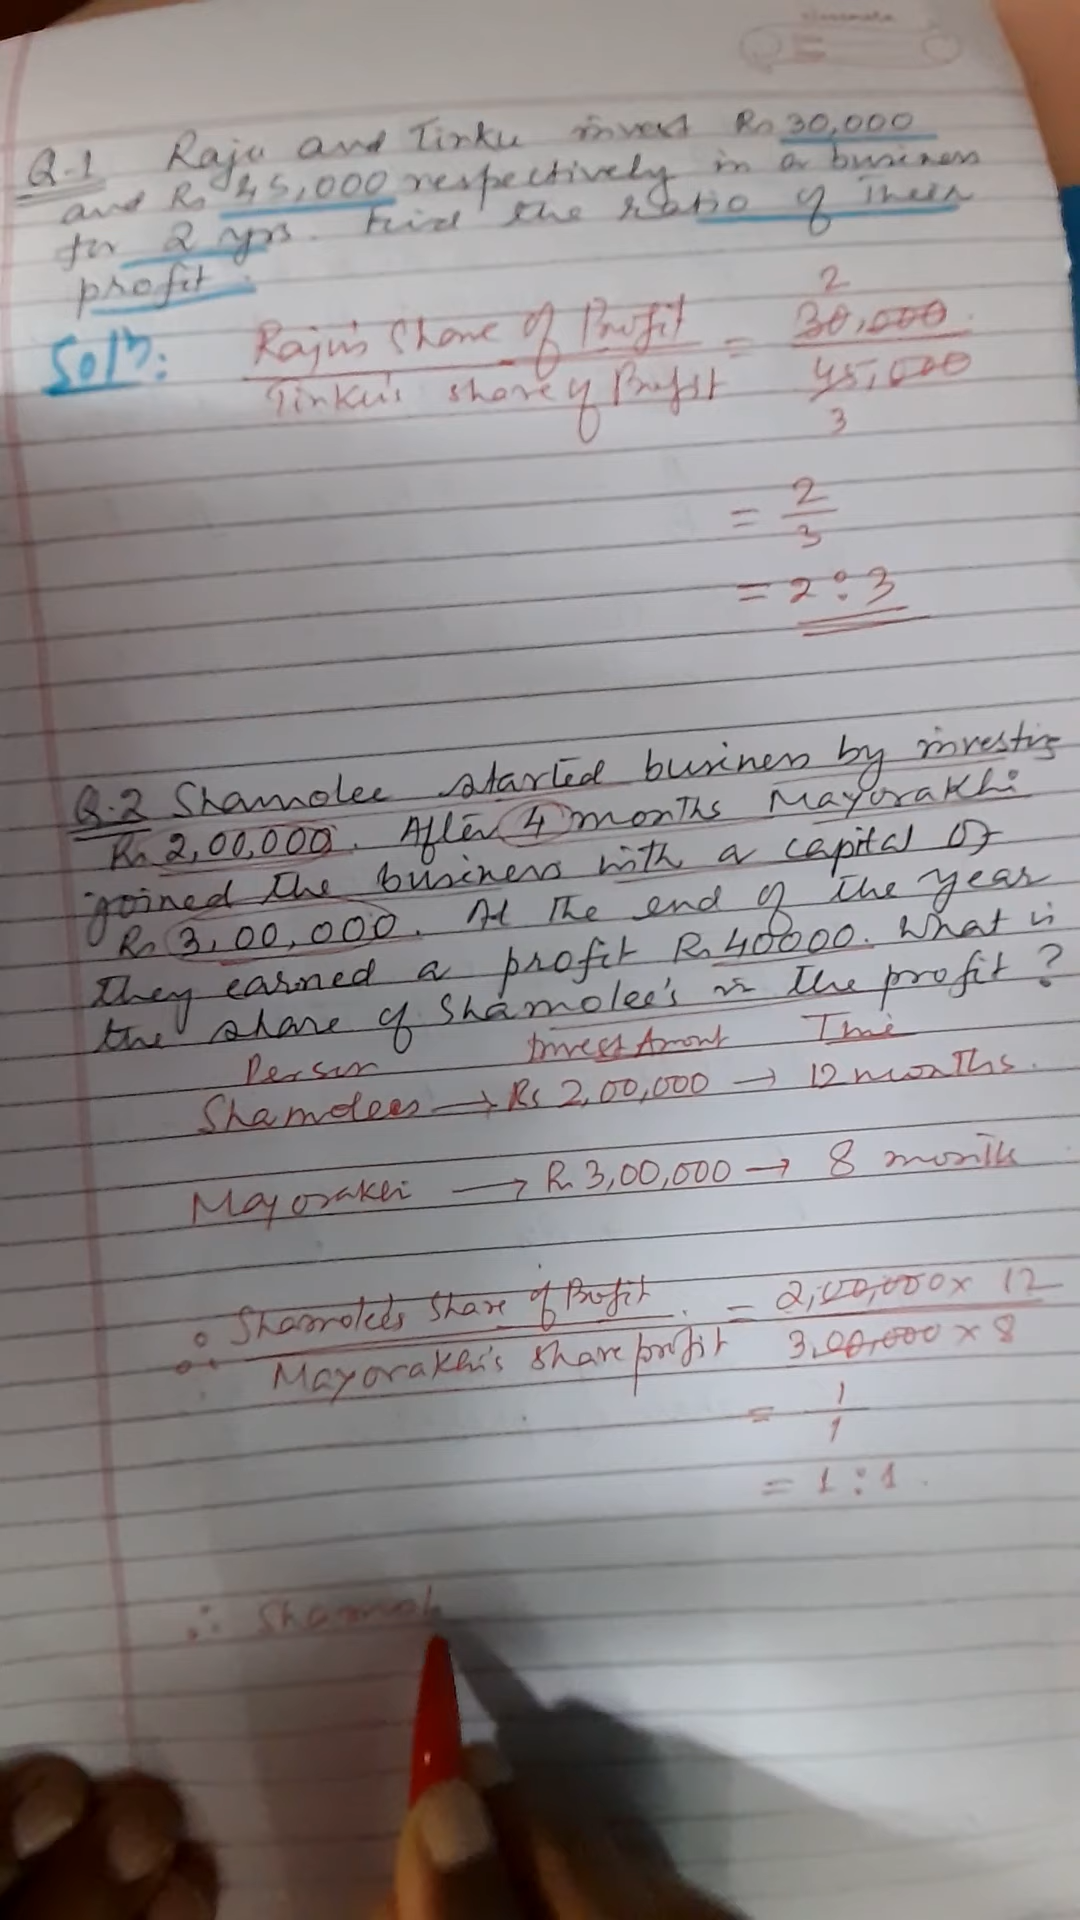 classmate
Q.1 Raju and Tinku invest Rs 30,000
and Rs 45,000 respectively in a business
for 2 yrs. Find the ratio of their
profit.
Soln: Raju's Share of Profit / Tinku's share of Profit = 30,000 / 45,000
2
3
= 2/3
= 2:3
Q.2 Shamolee started business by investing
Rs 2,00,000. After 4 months Mayorakhi
joined the business with a capital of
Rs 3,00,000. At the end of the year
they earned a profit Rs 40000. What is
the share of Shamolee's in the profit?
Person Invest Amont Time
Shamolees → Rs 2,00,000 → 12 months.
Mayorakhi → Rs 3,00,000 → 8 month
∴ Shamolee's Share of Profit / Mayorakhi's share profit = 2,00,000 × 12 / 3,00,000 × 8
= 1/1
= 1:1.
∴ Shamol